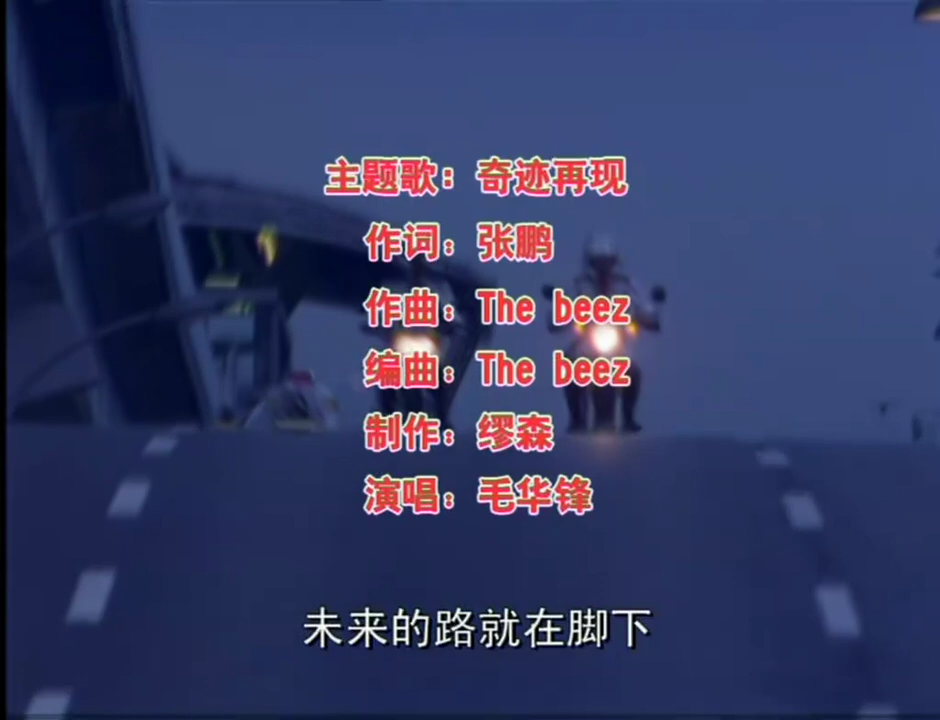 主题歌：奇迹再现
作词：张鹏
作曲：The beez
编曲：The beez
制作：缪森
演唱：毛华锋
未来的路就在脚下